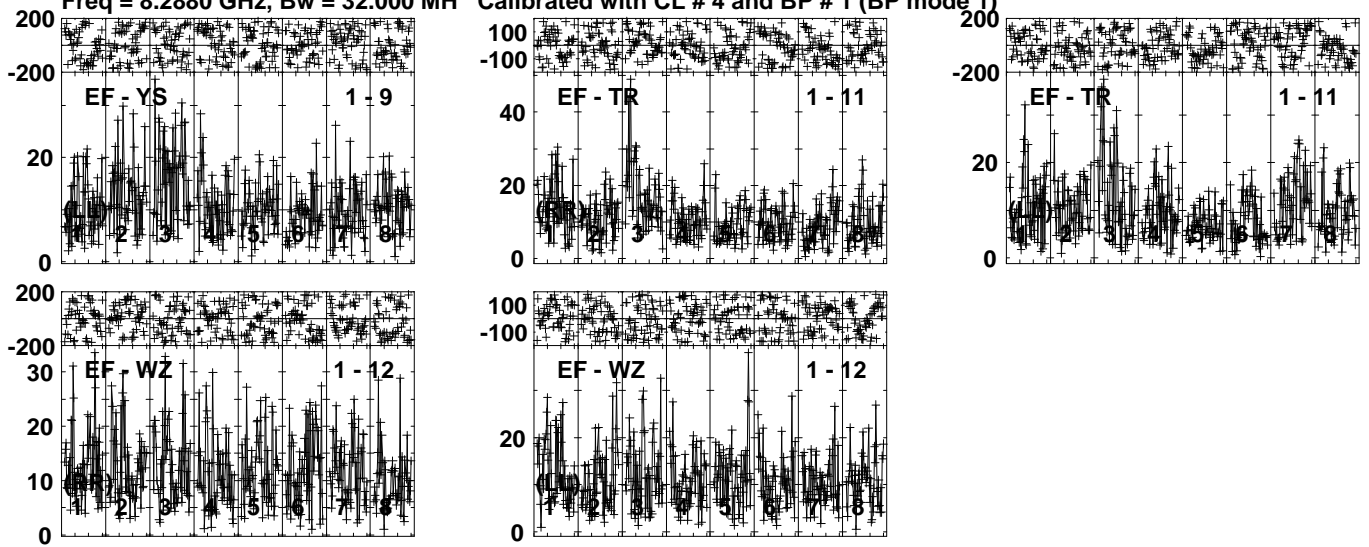 Freq = 8.2880 GHz, Bw = 32.000 MH Calibrated with CL # 4 and BP # 1 (BP mode 1)
200
-200
EF - YS 1 - 9
20
0
(LL)
1 2 3 4 5 6 7 8
100
-100
EF - TR 1 - 11
40
20
0
(RR)
1 2 3 4 5 6 7 8
200
-200
EF - TR 1 - 11
20
0
(LL)
1 2 3 4 5 6 7 8
200
-200
EF - WZ 1 - 12
30
20
10
0
(RR)
1 2 3 4 5 6 7 8
100
-100
EF - WZ 1 - 12
20
0
(LL)
1 2 3 4 5 6 7 8